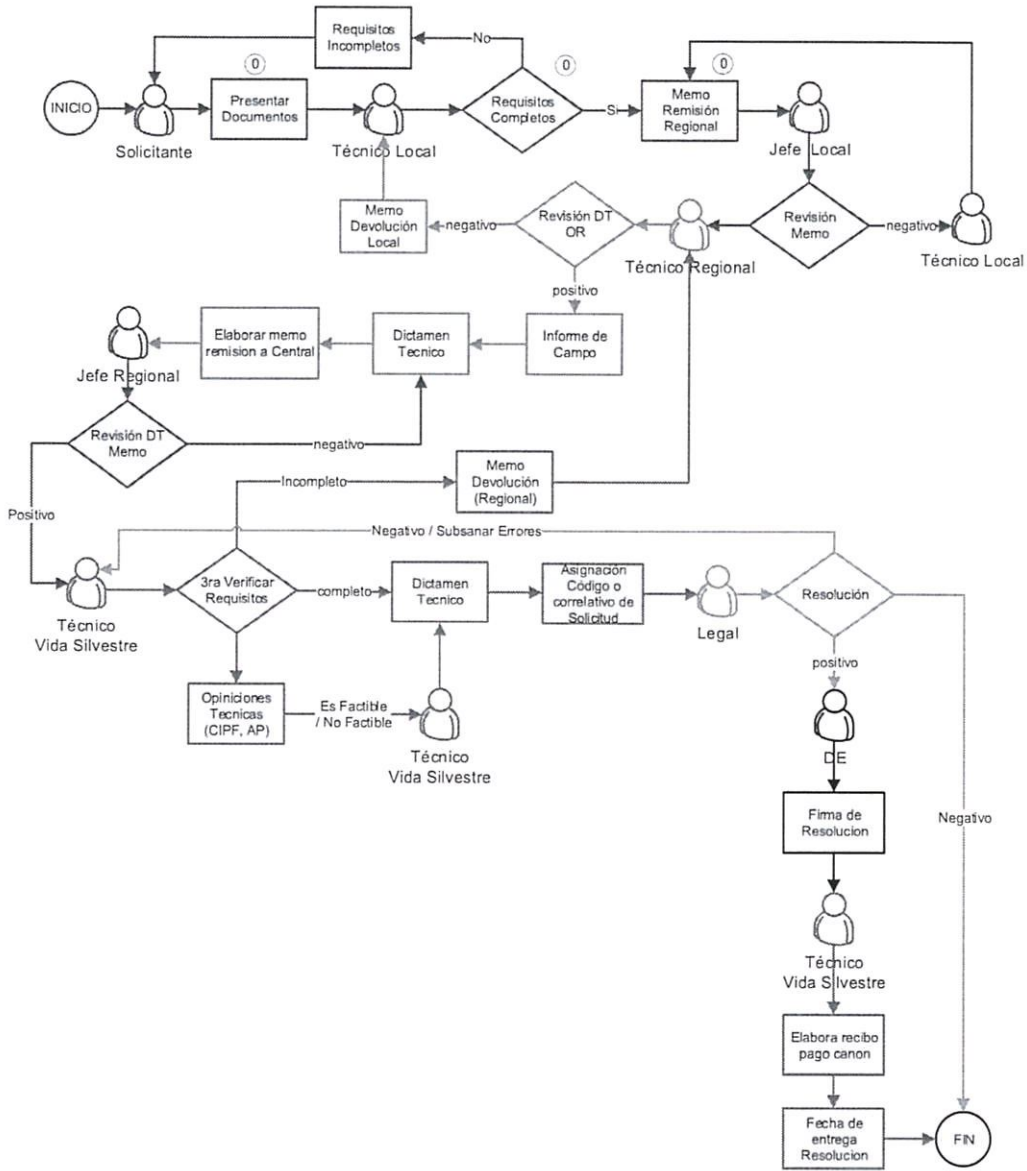 Requisitos
Incompletos
No
0
0
0
INICIO
Presentar
Documentos
Requisitos
Completos
Si
Memo
Remisión
Regional
Solicitante
Técnico Local
Jefe Local
Memo
Devolución
Local
negativo
Revisión DT
OR
Técnico Regional
Revisión
Memo
negativo
Técnico Local
positivo
Elaborar memo
remision a Central
Dictamen
Tecnico
Informe de
Campo
Jefe Regional
Revisión DT
Memo
negativo
Incompleto
Memo
Devolución
(Regional)
Positivo
Negativo / Subsanar Errores
3ra Verificar
Requisitos
completo
Dictamen
Tecnico
Asignación
Código o
correlativo de
Solicitud
Legal
Resolución
Técnico
Vida Silvestre
positivo
Opiniciones
Tecnicas
(CIPF, AP)
Es Factible
/ No Factible
Técnico
Vida Silvestre
DE
Firma de
Resolucion
Negativo
Técnico
Vida Silvestre
Elabora recibo
pago canon
Fecha de
entrega
Resolucion
FIN